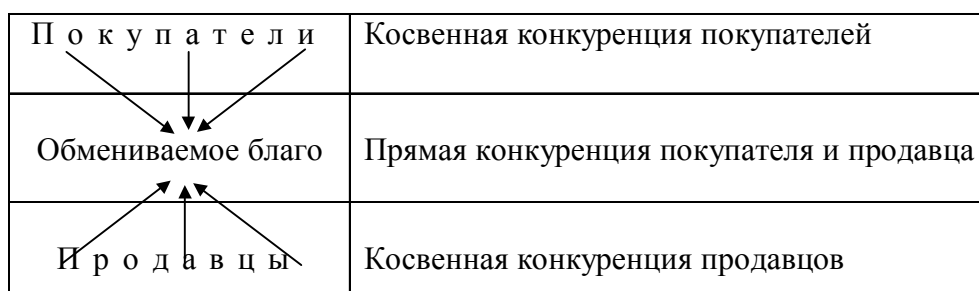 П о к у п а т е л и
Косвенная конкуренция покупателей
Обмениваемое благо
Прямая конкуренция покупателя и продавца
П р о д а в ц ы
Косвенная конкуренция продавцов